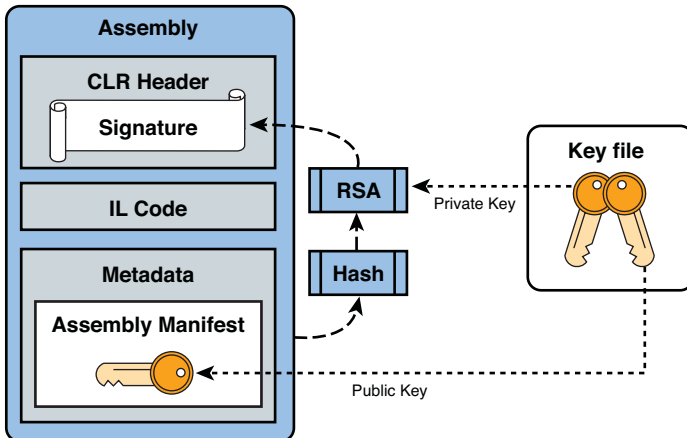 Assembly
CLR Header
Signature
IL Code
Metadata
Assembly Manifest
RSA
Hash
Key file
Private Key
Public Key